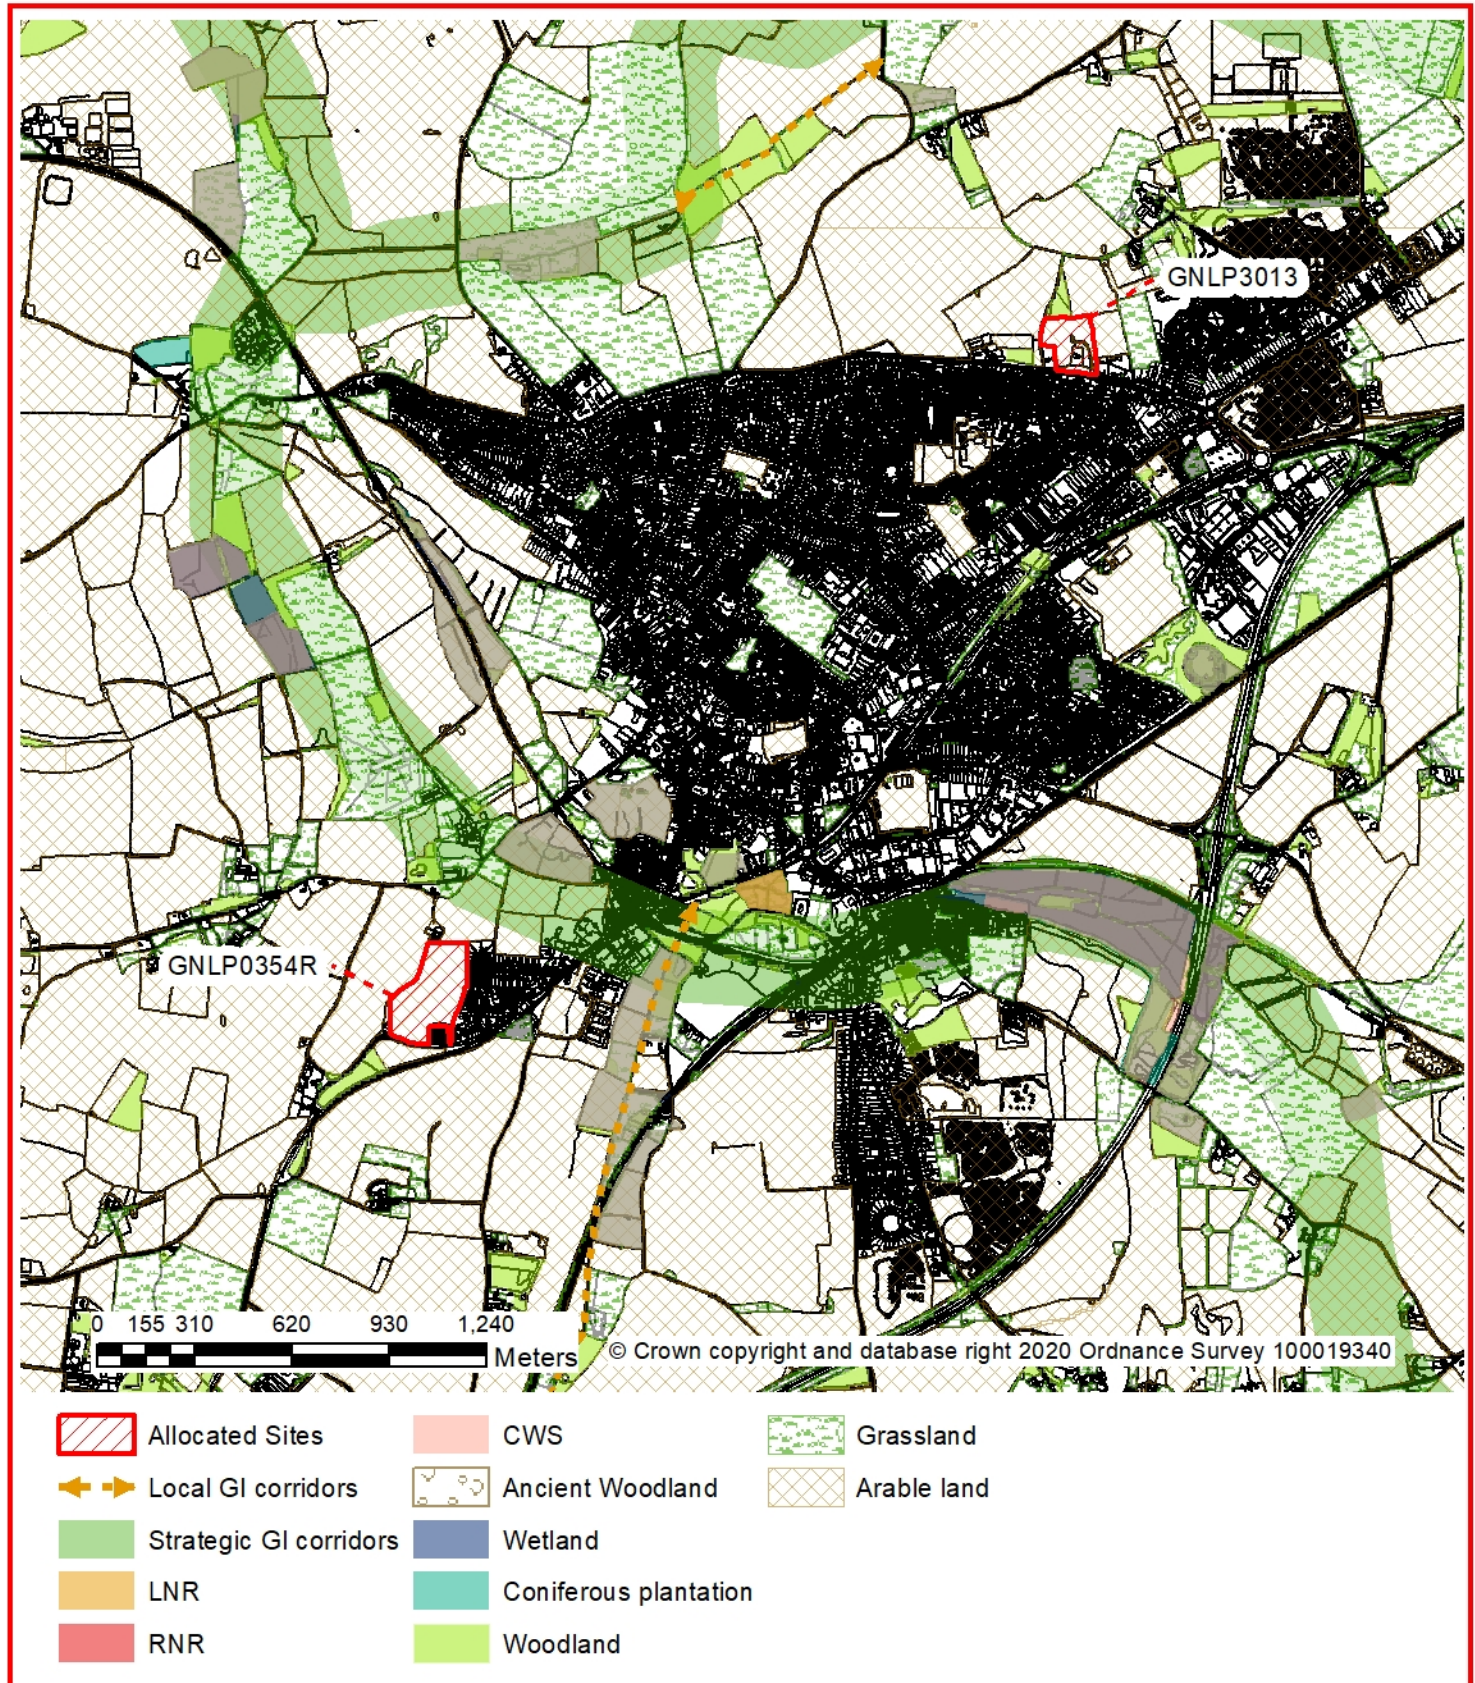 GNLP3013
GNLP0354R
0 155 310 620 930 1,240
Meters
© Crown copyright and database right 2020 Ordnance Survey 100019340
Allocated Sites
Local GI corridors
Strategic GI corridors
LNR
RNR
CWS
Ancient Woodland
Wetland
Coniferous plantation
Woodland
Grassland
Arable land